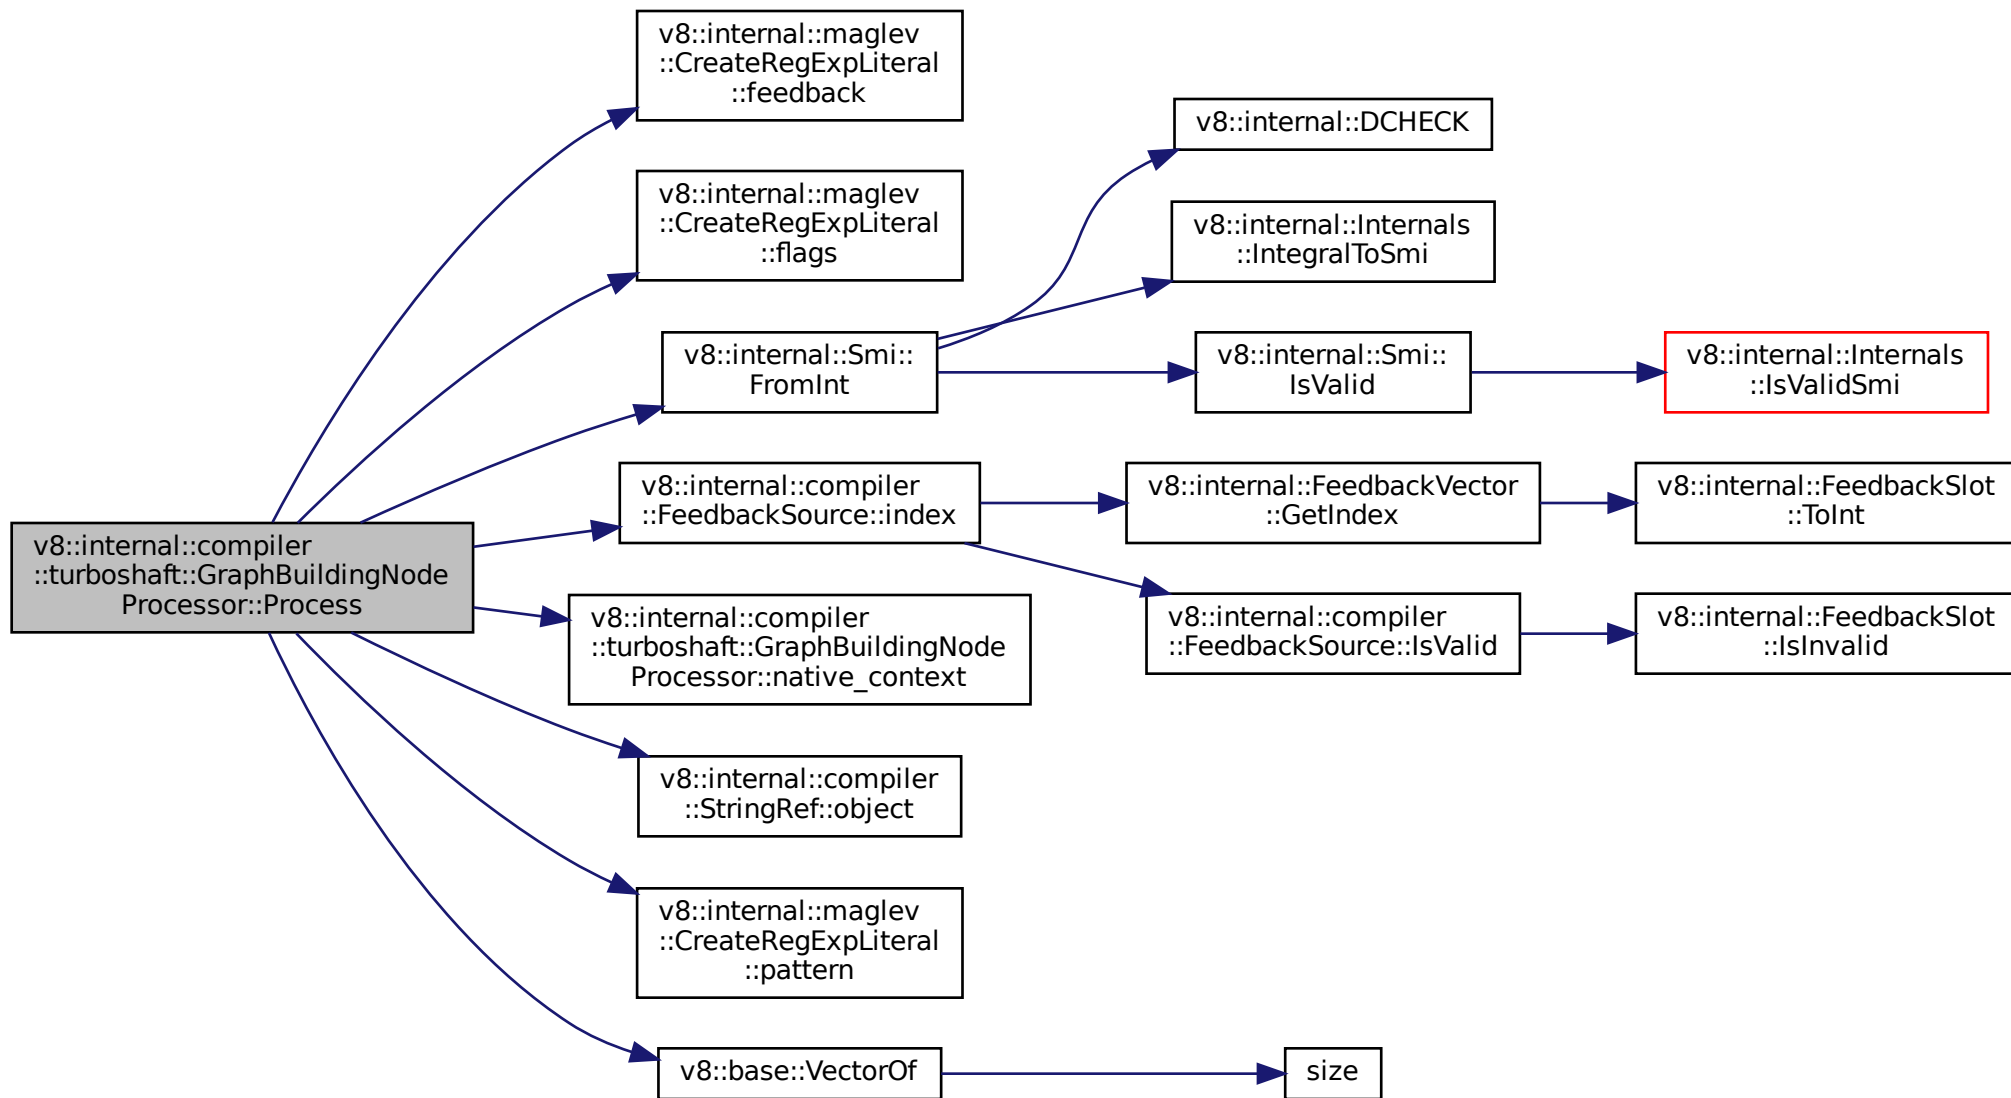 v8::internal::compiler
::turboshaft::GraphBuildingNode
Processor::Process
v8::internal::maglev
::CreateRegExpLiteral
::feedback
v8::internal::maglev
::CreateRegExpLiteral
::flags
v8::internal::Smi::
FromInt
v8::internal::DCHECK
v8::internal::Internals
::IntegralToSmi
v8::internal::Smi::
IsValid
v8::internal::Internals
::IsValidSmi
v8::internal::compiler
::FeedbackSource::index
v8::internal::FeedbackVector
::GetIndex
v8::internal::FeedbackSlot
::ToInt
v8::internal::compiler
::FeedbackSource::IsValid
v8::internal::FeedbackSlot
::IsInvalid
v8::internal::compiler
::turboshaft::GraphBuildingNode
Processor::native_context
v8::internal::compiler
::StringRef::object
v8::internal::maglev
::CreateRegExpLiteral
::pattern
v8::base::VectorOf
size